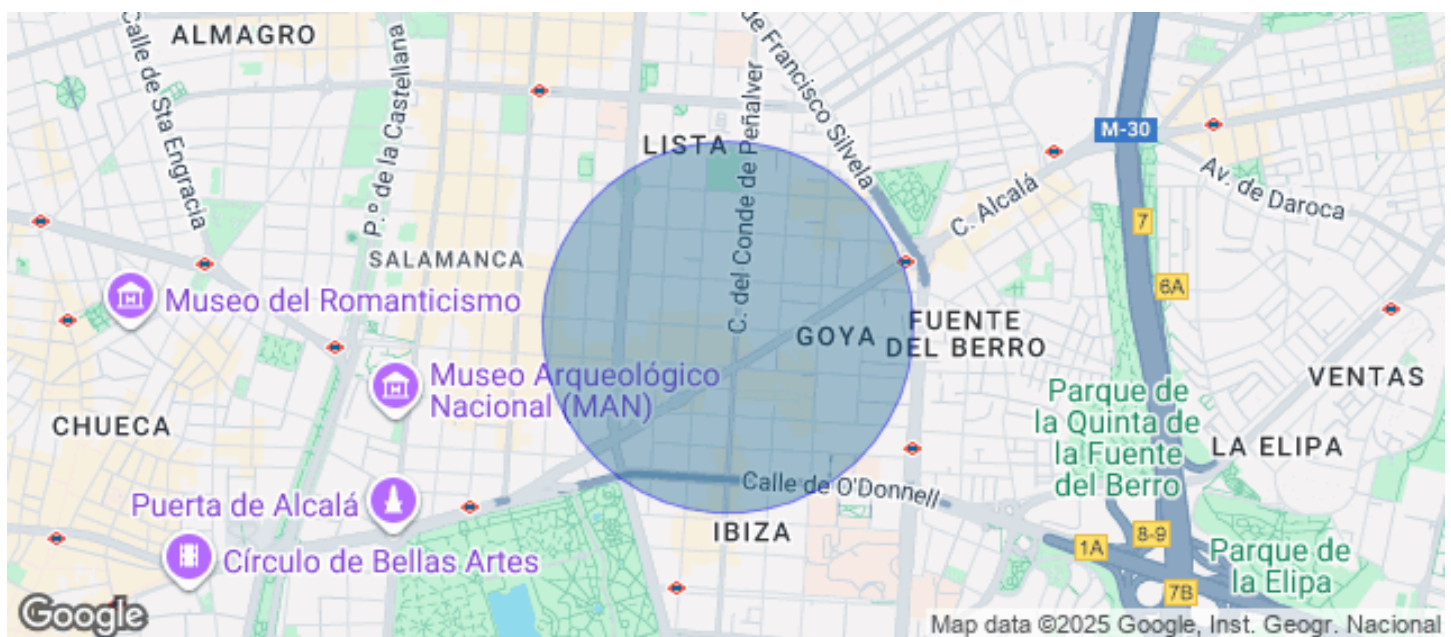 ALMAGRO
Calle de Sta Engracia
P.º de la Castellana
LISTA
C. del Conde de Peñalver
de Francisco Silvela
M-30
C. Alcalá
Av. de Daroca
7
6A
SALAMANCA
Museo del Romanticismo
Museo Arqueológico
Nacional (MAN)
GOYA
FUENTE
DEL BERRO
CHUECA
Parque de
la Quinta de
la Fuente
del Berro
VENTAS
LA ELIPA
Puerta de Alcalá
Calle de O'Donnell
IBIZA
Círculo de Bellas Artes
1A
8-9
7B
Parque de
la Elipa
Google
Map data ©2025 Google, Inst. Geogr. Nacional